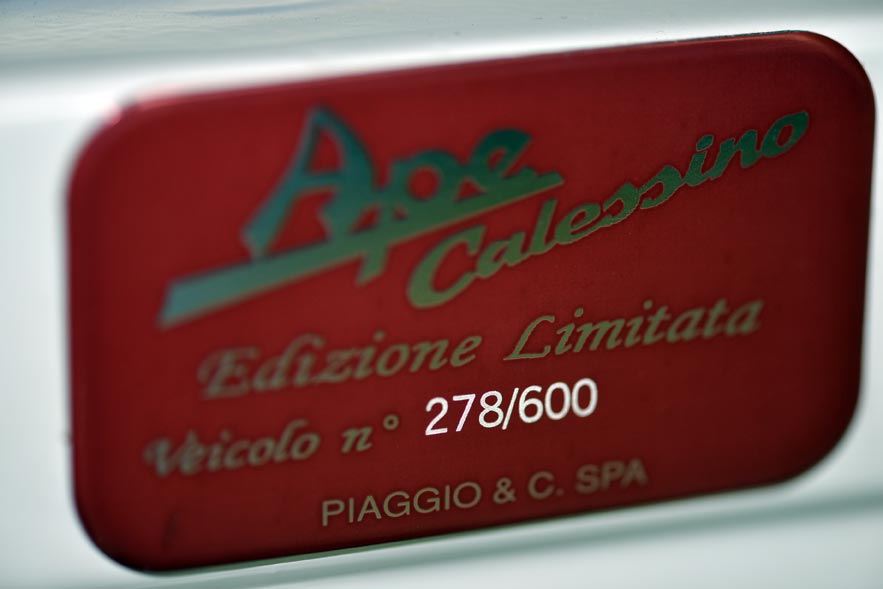 Ape
Calessino
Edizione Limitata
Veicolo n° 278/600
PIAGGIO & C. SPA